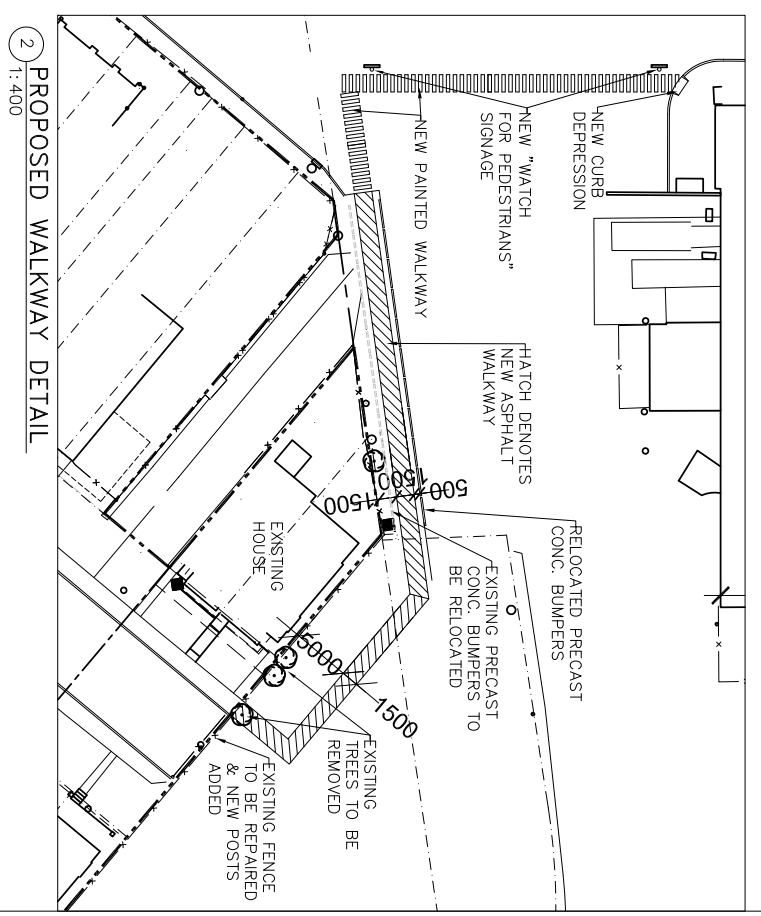 NEW CURB
DEPRESSION
NEW "WATCH
FOR PEDESTRIANS"
SIGNAGE
NEW PAINTED WALKWAY
HATCH DENOTES
NEW ASPHALT
WALKWAY
RELOCATED PRECAST
CONC. BUMPERS
EXISTING PRECAST
CONC. BUMPERS TO
BE RELOCATED
500
500
1500
EXISTING
HOUSE
5000
1500
EXISTING
TREES TO BE
REMOVED
EXISTING FENCE
TO BE REPAIRED
& NEW POSTS
ADDED
2
PROPOSED WALKWAY DETAIL
1:400